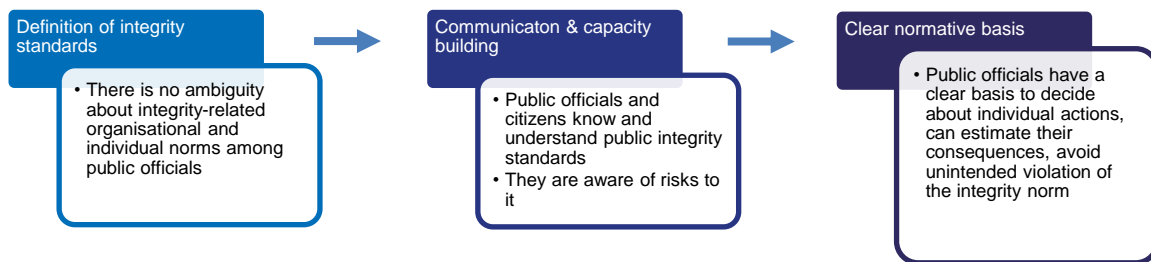 Definition of integrity
standards
• There is no ambiguity
about integrity-related
organisational and
individual norms among
public officials
Communicaton & capacity
building
• Public officials and
citizens know and
understand public integrity
standards
• They are aware of risks to
it
Clear normative basis
• Public officials have a
clear basis to decide
about individual actions,
can estimate their
consequences, avoid
unintended violation of
the integrity norm